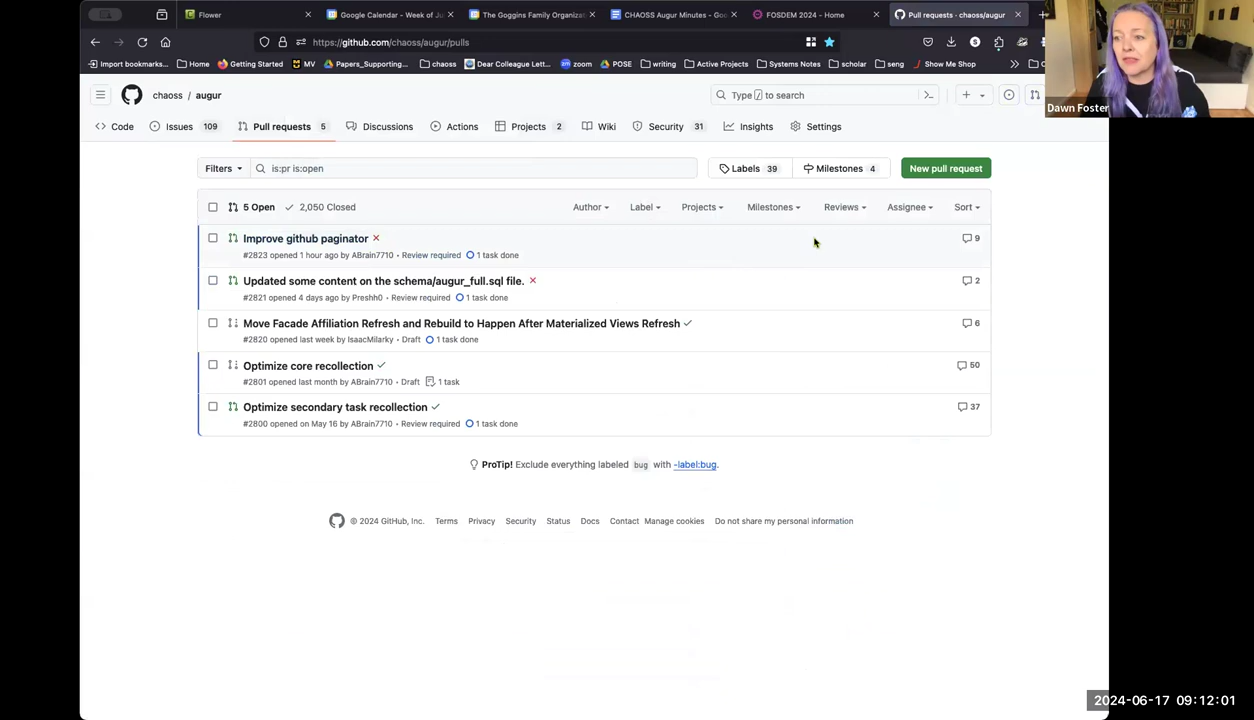 Flower
Google Calendar - Week of Ju
The Goggins Family Organizat
CHAOSS Augur Minutes - Goo
FOSDEM 2024 - Home
Pull requests · chaoss/augur
https://github.com/chaoss/augur/pulls
Import bookmarks...
Home
Getting Started
MV
Papers_Supporting...
chaoss
Dear Colleague Lett...
zoom
POSE
writing
Active Projects
Systems Notes
scholar
seng
Show Me Shop
Dawn Foster
chaoss / augur
Type / to search
Code
Issues 109
Pull requests 5
Discussions
Actions
Projects 2
Wiki
Security 31
Insights
Settings
Filters
is:pr is:open
Labels 39
Milestones 4
New pull request
5 Open
2,050 Closed
Author
Label
Projects
Milestones
Reviews
Assignee
Sort
Improve github paginator
9
#2823 opened 1 hour ago by ABrain7710 • Review required 1 task done
Updated some content on the schema/augur_full.sql file.
2
#2821 opened 4 days ago by Preshh0 • Review required 1 task done
Move Facade Affiliation Refresh and Rebuild to Happen After Materialized Views Refresh
6
#2820 opened last week by IsaacMilarky • Draft 1 task done
Optimize core recollection
50
#2801 opened last month by ABrain7710 • Draft 1 task
Optimize secondary task recollection
37
#2800 opened on May 16 by ABrain7710 • Review required 1 task done
ProTip! Exclude everything labeled bug with -label:bug.
© 2024 GitHub, Inc.
Terms
Privacy
Security
Status
Docs
Contact
Manage cookies
Do not share my personal information
2024-06-17 09:12:01